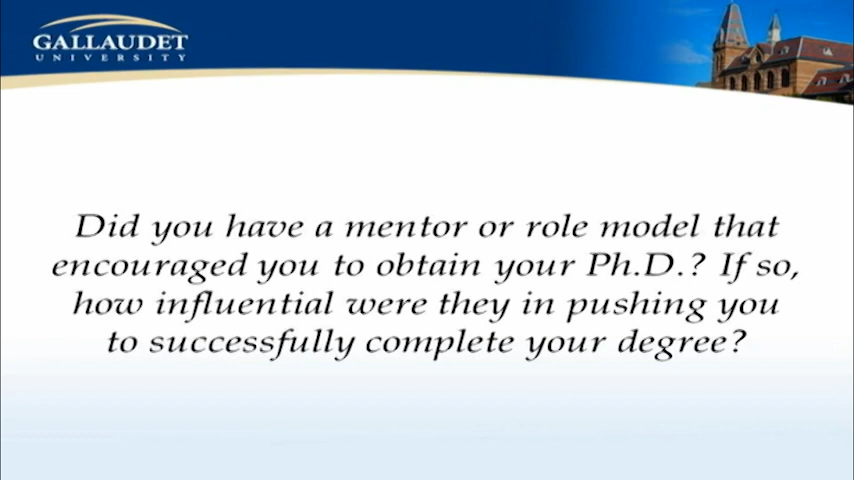 GALLAUDET
UNIVERSITY
Did you have a mentor or role model that
encouraged you to obtain your Ph.D.? If so,
how influential were they in pushing you
to successfully complete your degree?